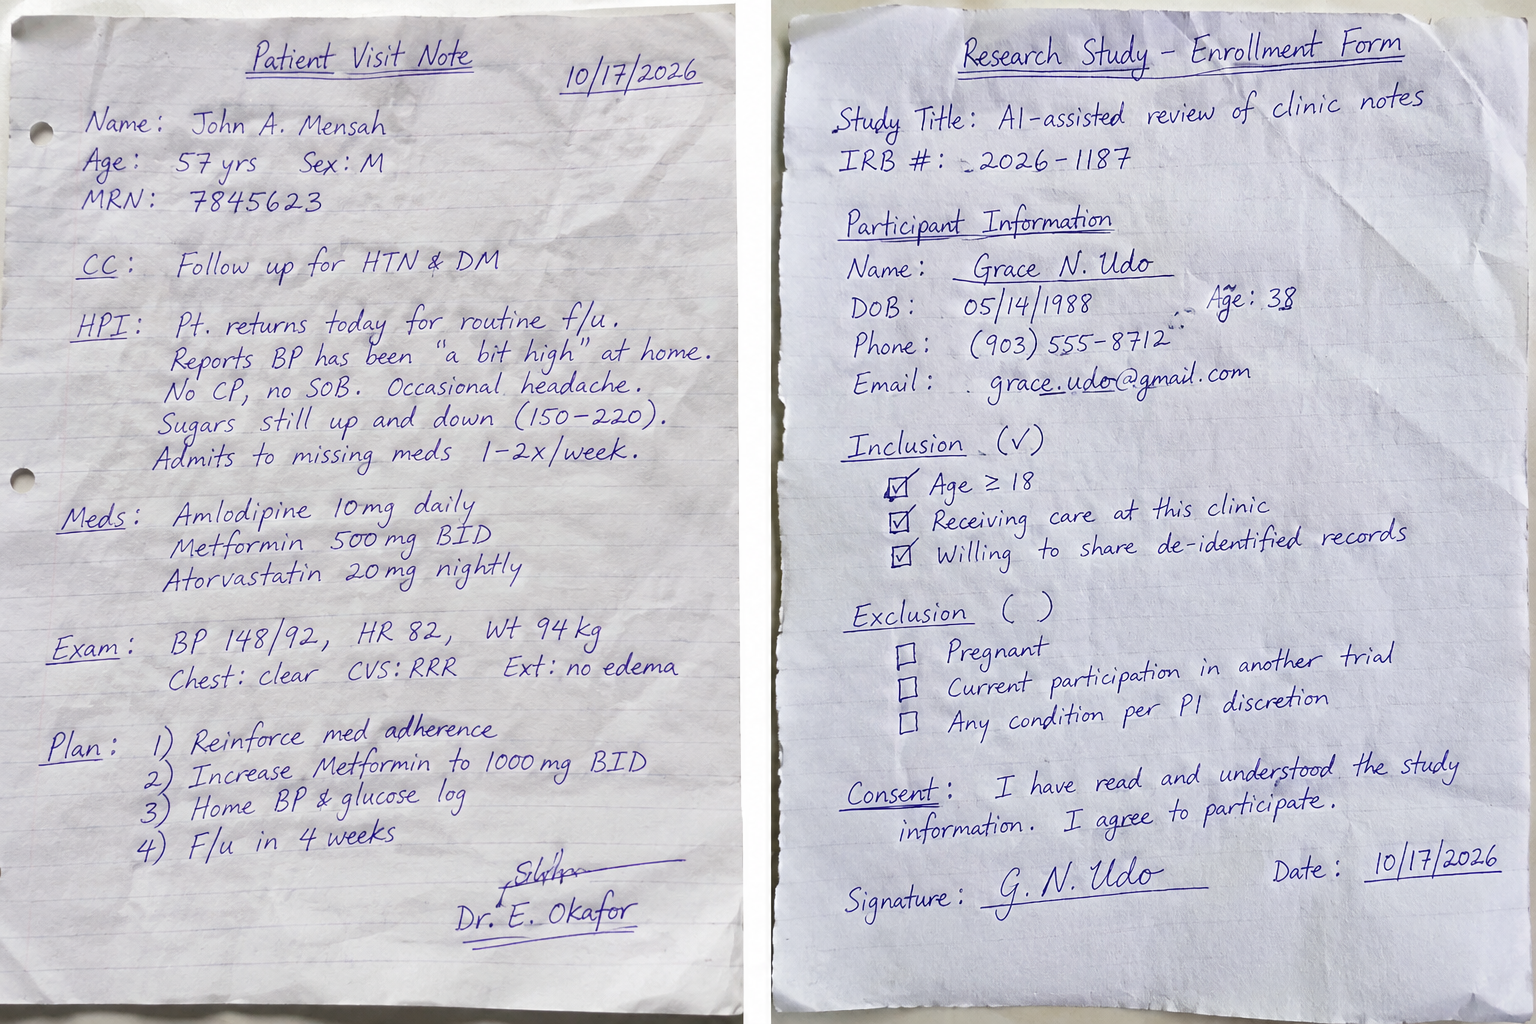 Patient Visit Note
10/17/2026
Name: John A. Mensah
Age: 57 yrs Sex: M
MRN: 7845623
CC: Follow up for HTN & DM
HPI: Pt. returns today for routine f/u.
Reports BP has been "a bit high" at home.
No CP, no SOB. Occasional headache.
Sugars still up and down (150-220).
Admits to missing meds 1-2x/week.
Meds: Amlodipine 10mg daily
Metformin 500mg BID
Atorvastatin 20mg nightly
Exam: BP 148/92, HR 82, Wt 94kg
Chest: clear CVS: RRR Ext: no edema
Plan: 1) Reinforce med adherence
2) Increase Metformin to 1000mg BID
3) Home BP & glucose log
4) F/u in 4 weeks
Dr. E. Okafor
Research Study - Enrollment Form
Study Title: AI-assisted review of clinic notes
IRB #: 2026-1187
Participant Information
Name: Grace N. Udo
DOB: 05/14/1988 Age: 38
Phone: (903) 555-8712
Email: grace.udo@gmail.com
Inclusion (✓)
☑ Age ≥ 18
☑ Receiving care at this clinic
☑ Willing to share de-identified records
Exclusion ( )
☐ Pregnant
☐ Current participation in another trial
☐ Any condition per PI discretion
Consent: I have read and understood the study
information. I agree to participate.
Signature: G. N. Udo Date: 10/17/2026